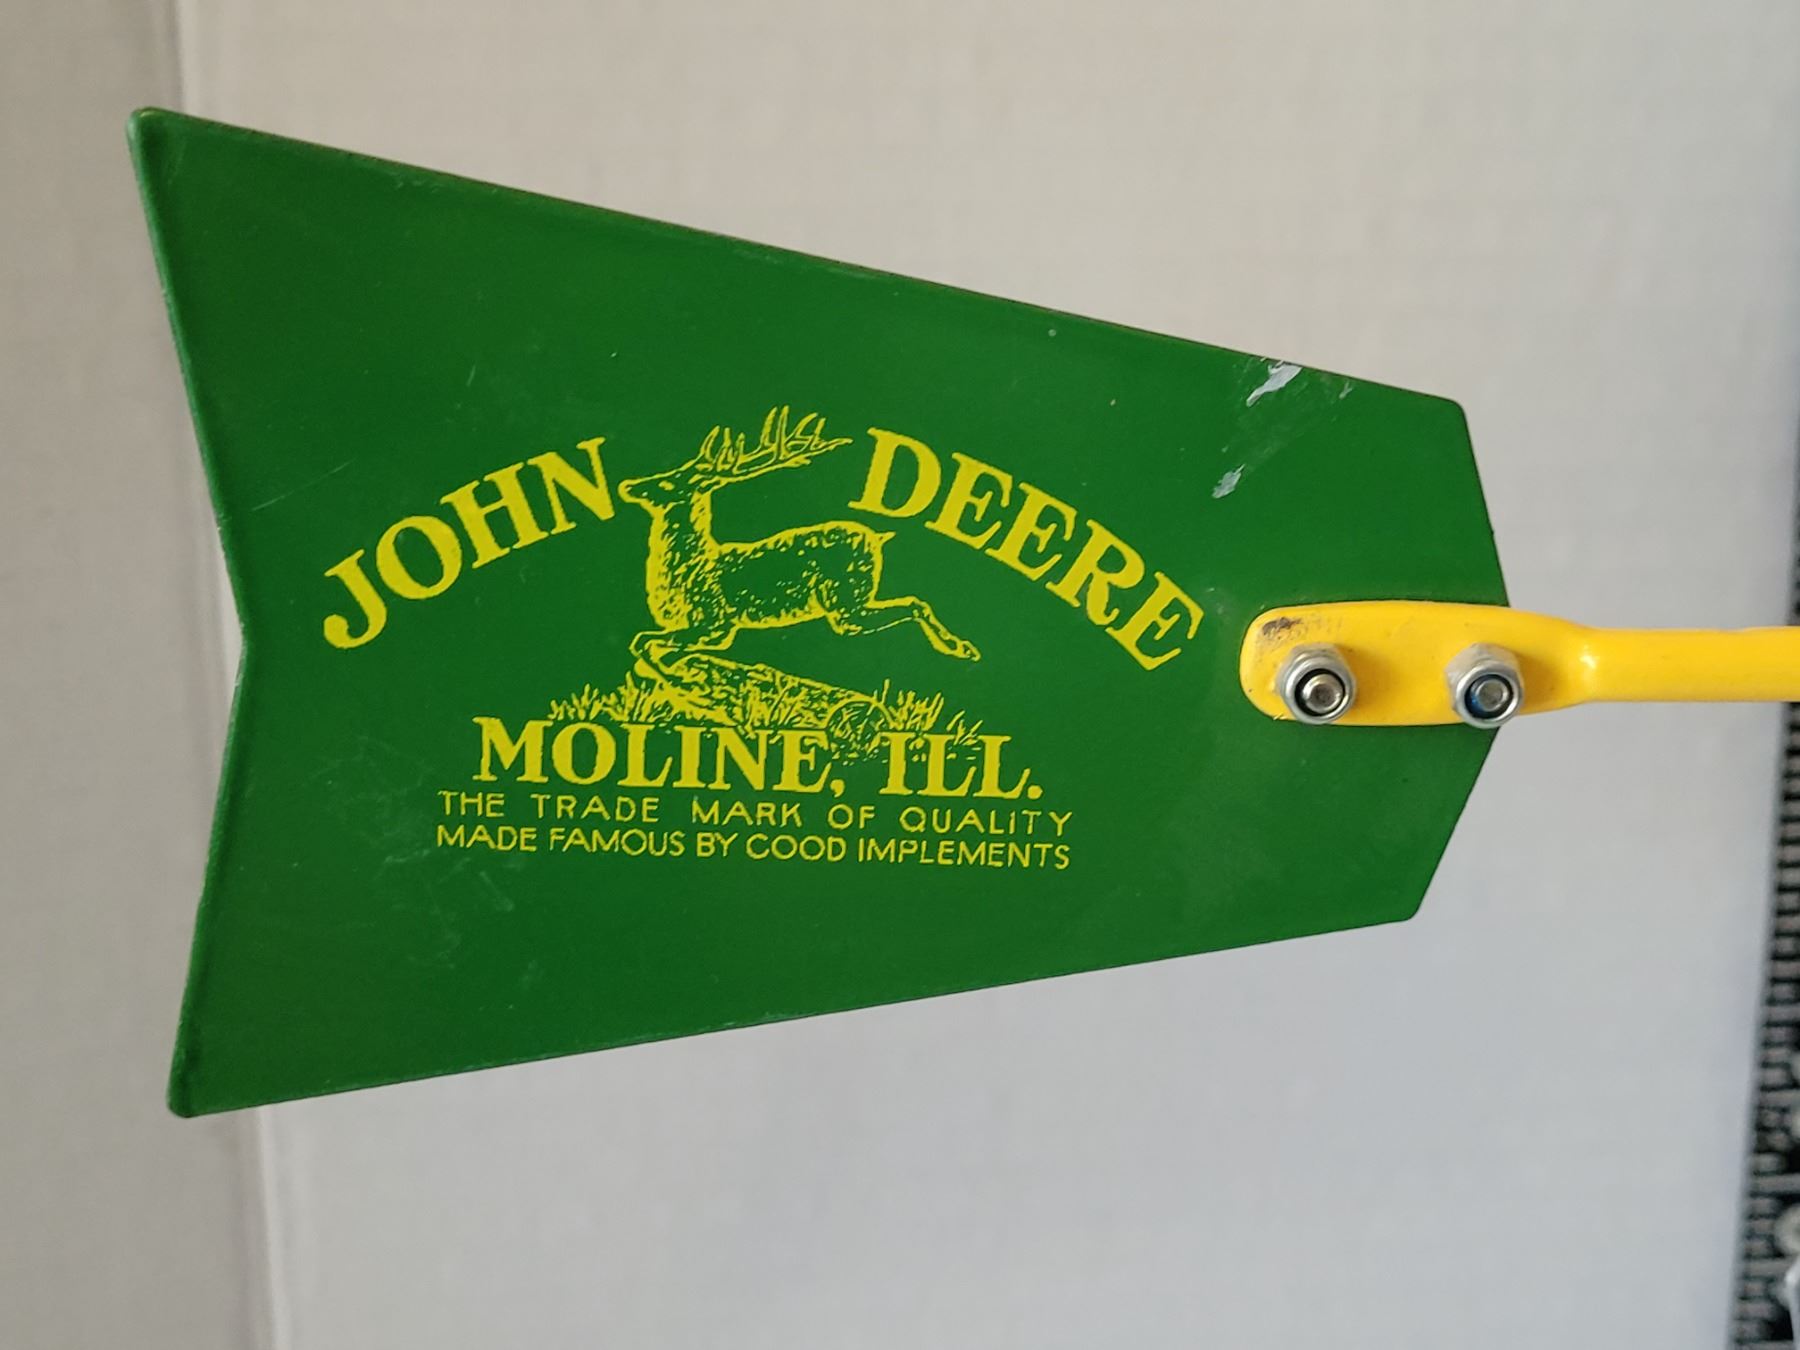 JOHN DEERE
MOLINE, ILL.
THE TRADE MARK OF QUALITY
MADE FAMOUS BY COOD IMPLEMENTS